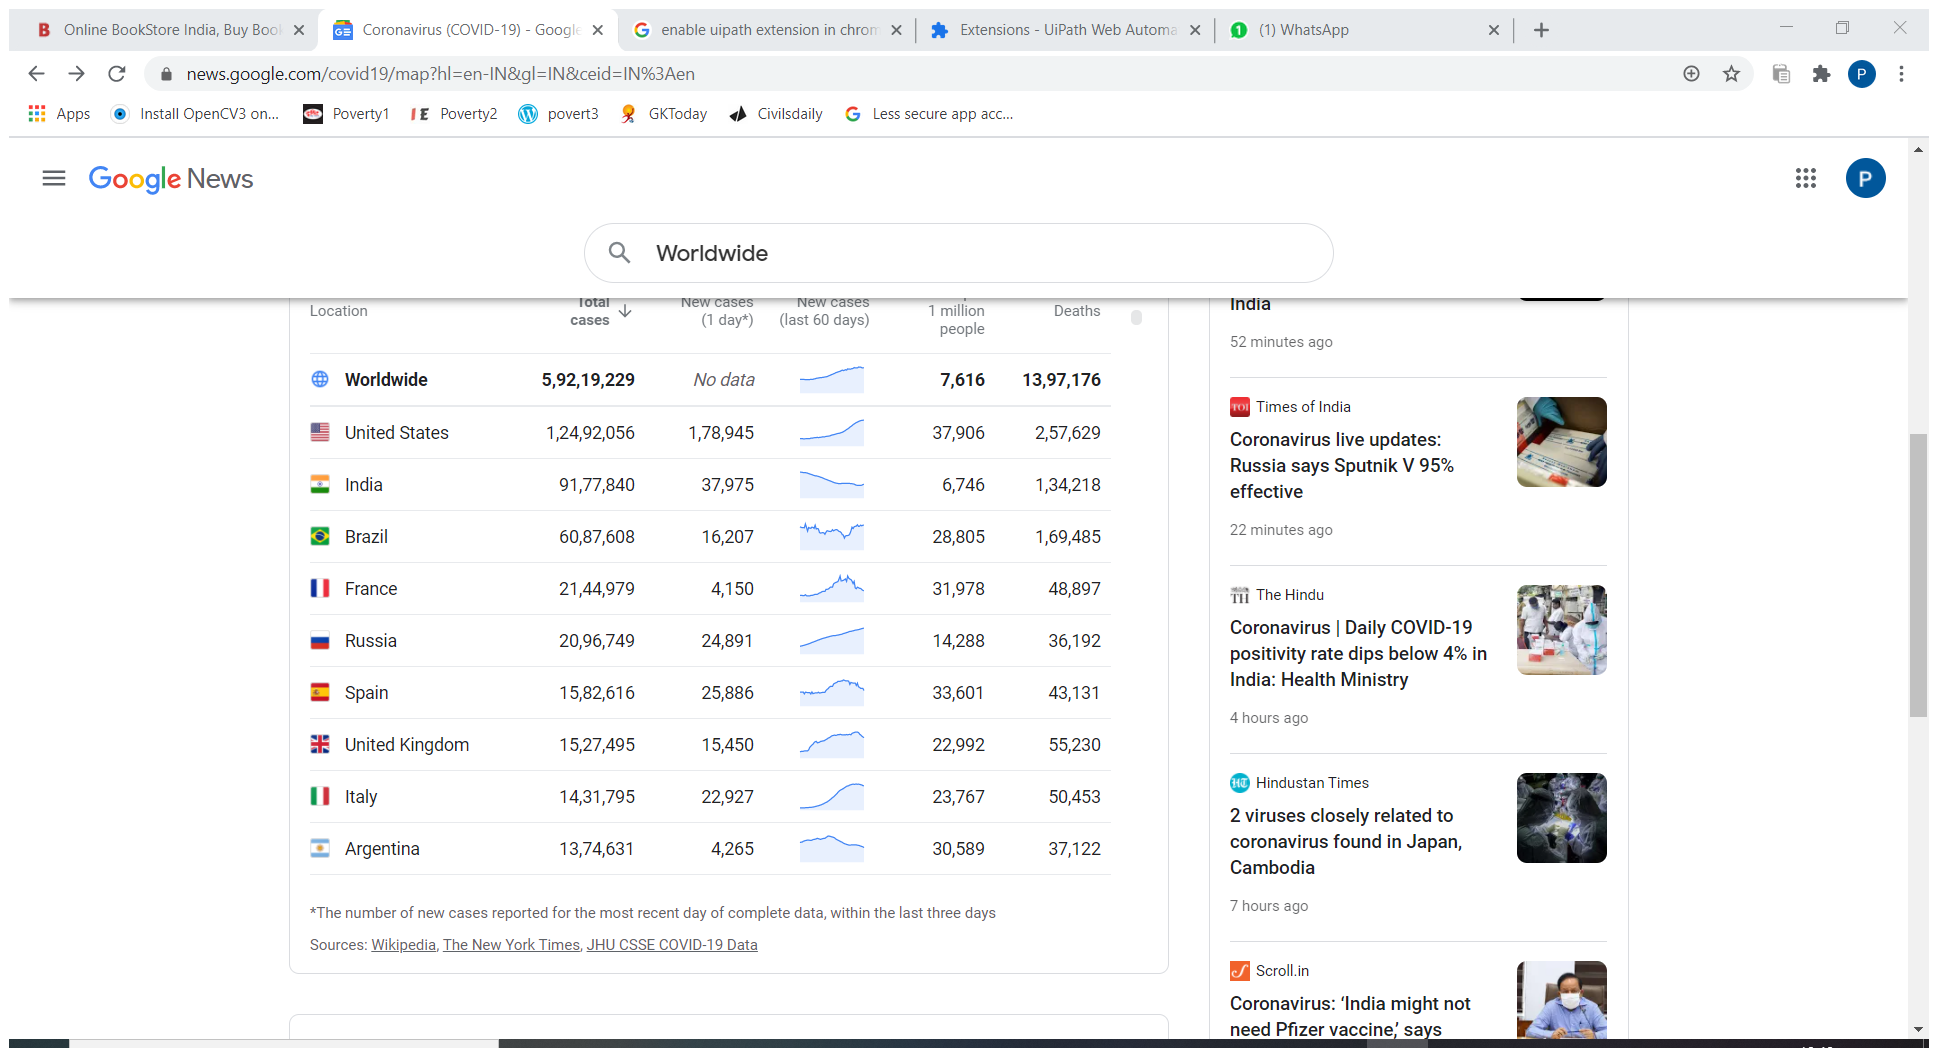 Online BookStore India, Buy Boo
Coronavirus (COVID-19) - Google
enable uipath extension in chrom
Extensions - UiPath Web Automa
(1) WhatsApp
news.google.com/covid19/map?hl=en-IN&gl=IN&ceid=IN%3Aen
P
Apps
Install OpenCV3 on...
Poverty1
Poverty2
povert3
GKToday
Civilsdaily
Less secure app acc...
Google News
P
Worldwide
Location
Total cases
New cases (1 day*)
New cases (last 60 days)
1 million people
Deaths
Worldwide 5,92,19,229 No data 7,616 13,97,176
United States 1,24,92,056 1,78,945 37,906 2,57,629
India 91,77,840 37,975 6,746 1,34,218
Brazil 60,87,608 16,207 28,805 1,69,485
France 21,44,979 4,150 31,978 48,897
Russia 20,96,749 24,891 14,288 36,192
Spain 15,82,616 25,886 33,601 43,131
United Kingdom 15,27,495 15,450 22,992 55,230
Italy 14,31,795 22,927 23,767 50,453
Argentina 13,74,631 4,265 30,589 37,122
*The number of new cases reported for the most recent day of complete data, within the last three days
Sources: Wikipedia, The New York Times, JHU CSSE COVID-19 Data
India
52 minutes ago
TOI Times of India
Coronavirus live updates:
Russia says Sputnik V 95%
effective
22 minutes ago
TH The Hindu
Coronavirus | Daily COVID-19
positivity rate dips below 4% in
India: Health Ministry
4 hours ago
HT Hindustan Times
2 viruses closely related to
coronavirus found in Japan,
Cambodia
7 hours ago
Scroll.in
Coronavirus: ‘India might not
need Pfizer vaccine,’ says